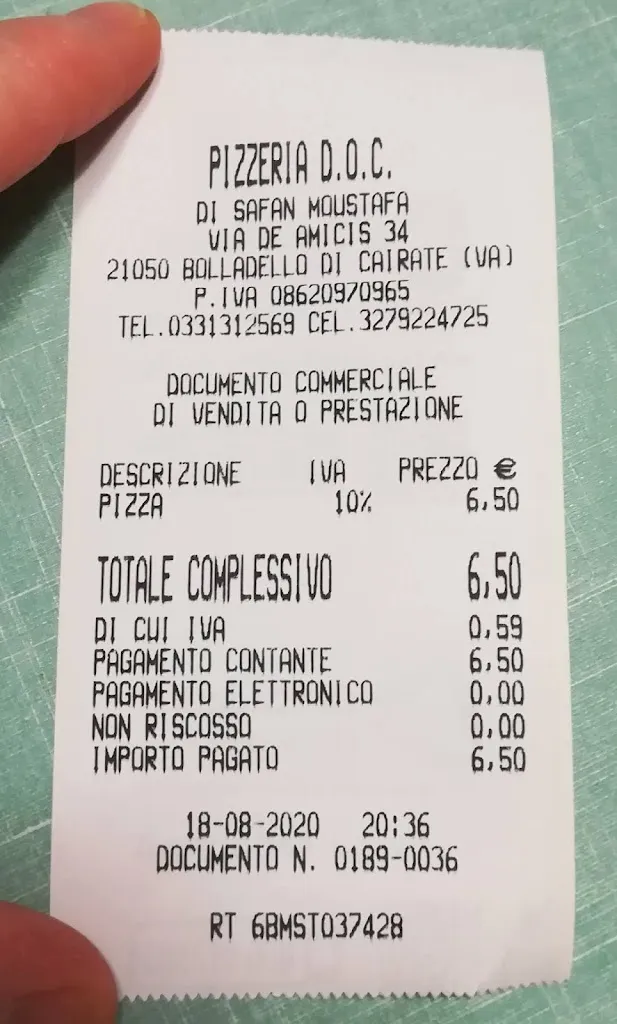 PIZZERIA D.O.C.
DI SAFAN MOUSTAFA
VIA DE AMICIS 34
21050 BOLLADELLO DI CAIRATE (VA)
P.IVA 08620970965
TEL.0331312569 CEL.3279224725
DOCUMENTO COMMERCIALE
DI VENDITA O PRESTAZIONE
DESCRIZIONE IVA PREZZO €
PIZZA 10% 6,50
TOTALE COMPLESSIVO 6,50
DI CUI IVA 0,59
PAGAMENTO CONTANTE 6,50
PAGAMENTO ELETTRONICO 0,00
NON RISCOSSO 0,00
IMPORTO PAGATO 6,50
18-08-2020 20:36
DOCUMENTO N. 0189-0036
RT 6BMST037428